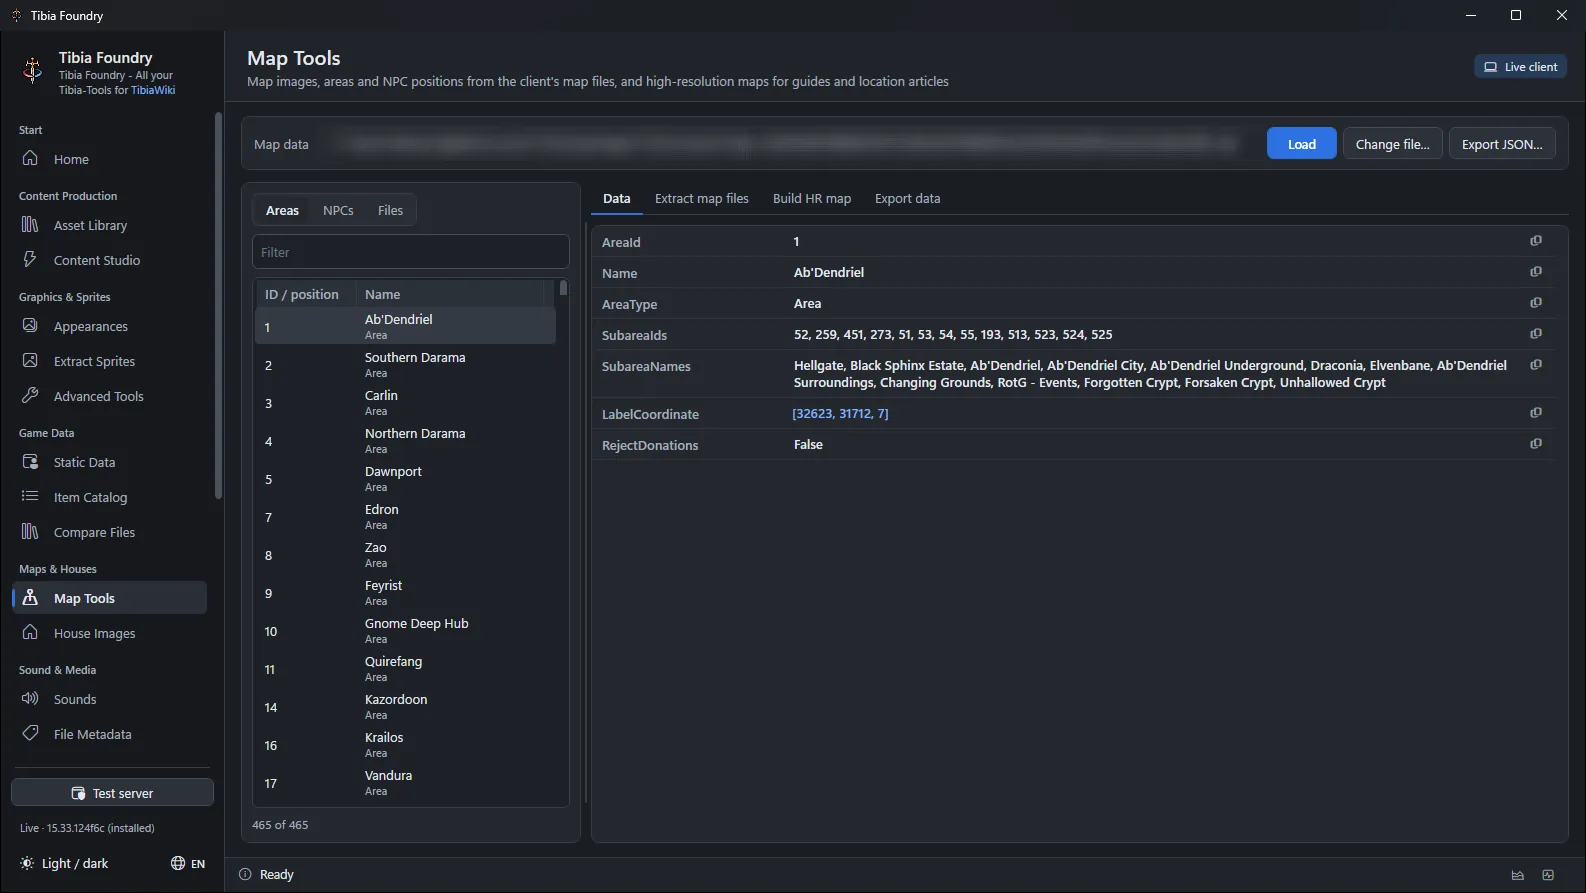 Tibia Foundry
Tibia Foundry
Tibia Foundry - All your
Tibia-Tools for TibiaWiki
Start
Home
Content Production
Asset Library
Content Studio
Graphics & Sprites
Appearances
Extract Sprites
Advanced Tools
Game Data
Static Data
Item Catalog
Compare Files
Maps & Houses
Map Tools
House Images
Sound & Media
Sounds
File Metadata
Test server
Live · 15.33.124f6c (installed)
Light / dark
EN
Map Tools
Map images, areas and NPC positions from the client's map files, and high-resolution maps for guides and location articles
Live client
Map data
Load
Change file...
Export JSON...
Areas
NPCs
Files
Filter
ID / position
Name
1
Ab'Dendriel
Area
2
Southern Darama
Area
3
Carlin
Area
4
Northern Darama
Area
5
Dawnport
Area
7
Edron
Area
8
Zao
Area
9
Feyrist
Area
10
Gnome Deep Hub
Area
11
Quirefang
Area
14
Kazordoon
Area
16
Krailos
Area
17
Vandura
Area
465 of 465
Data
Extract map files
Build HR map
Export data
AreaId
1
Name
Ab'Dendriel
AreaType
Area
SubareaIds
52, 259, 451, 273, 51, 53, 54, 55, 193, 513, 523, 524, 525
SubareaNames
Hellgate, Black Sphinx Estate, Ab'Dendriel, Ab'Dendriel City, Ab'Dendriel Underground, Draconia, Elvenbane, Ab'Dendriel
Surroundings, Changing Grounds, RotG - Events, Forgotten Crypt, Forsaken Crypt, Unhallowed Crypt
LabelCoordinate
[32623, 31712, 7]
RejectDonations
False
Ready